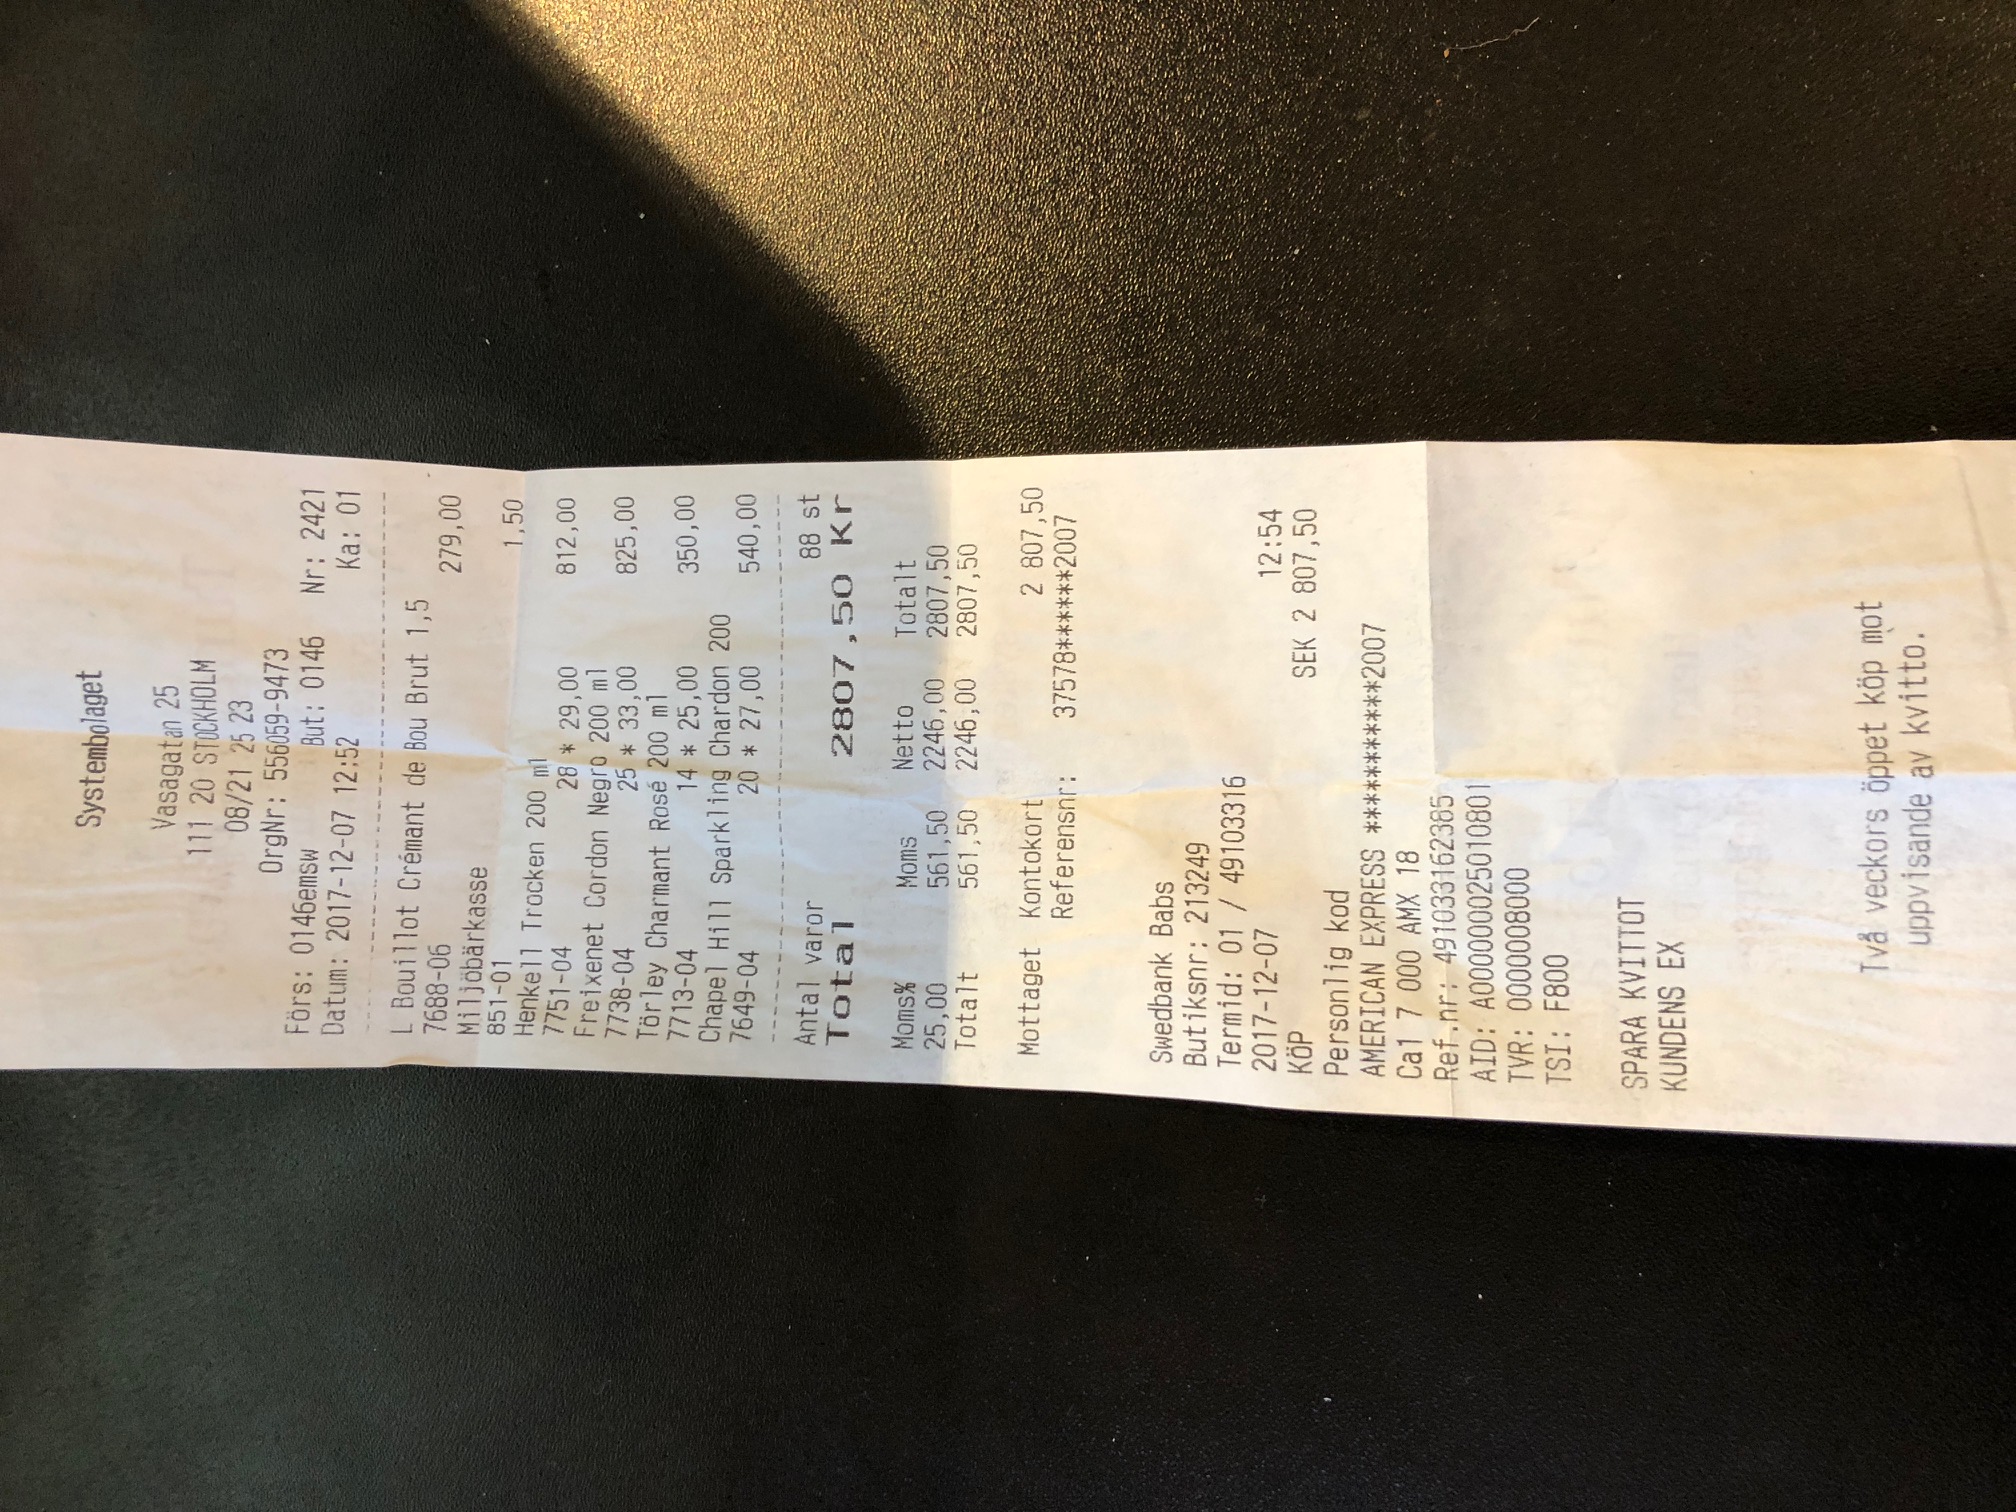 Systembolaget
Vasagatan 25
111 20 STOCKHOLM
08/21 25 23
OrgNr: 556059-9473
Förs: 0146emsw But: 0146 Nr: 2421
Datum: 2017-12-07 12:52 Ka: 01
L Bouillot Crémant de Bou Brut 1,5
7688-06 279,00
Miljöbärkasse
851-01 1,50
Henkell Trocken 200 ml
7751-04 28 * 29,00 812,00
Freixenet Cordon Negro 200 ml
7738-04 25 * 33,00 825,00
Törley Charmant Rosé 200 ml
7713-04 14 * 25,00 350,00
Chapel Hill Sparkling Chardon 200
7649-04 20 * 27,00 540,00
Antal varor 88 st
Total 2807,50 Kr
Moms% Moms Netto Totalt
25,00 561,50 2246,00 2807,50
Totalt 561,50 2246,00 2807,50
Mottaget Kontokort 2 807,50
Referensnr: 37578******2007
Swedbank Babs
Butiksnr: 213249
Termid: 01 / 49103316
2017-12-07 12:54
KÖP SEK 2 807,50
Personlig kod
AMERICAN EXPRESS ***********2007
Ca1 7 000 AMX 18
Ref.nr: 491033162385
AID: A000000025010801
TVR: 0000008000
TSI: F800
SPARA KVITTOT
KUNDENS EX
Två veckors öppet köp mot
uppvisande av kvitto.